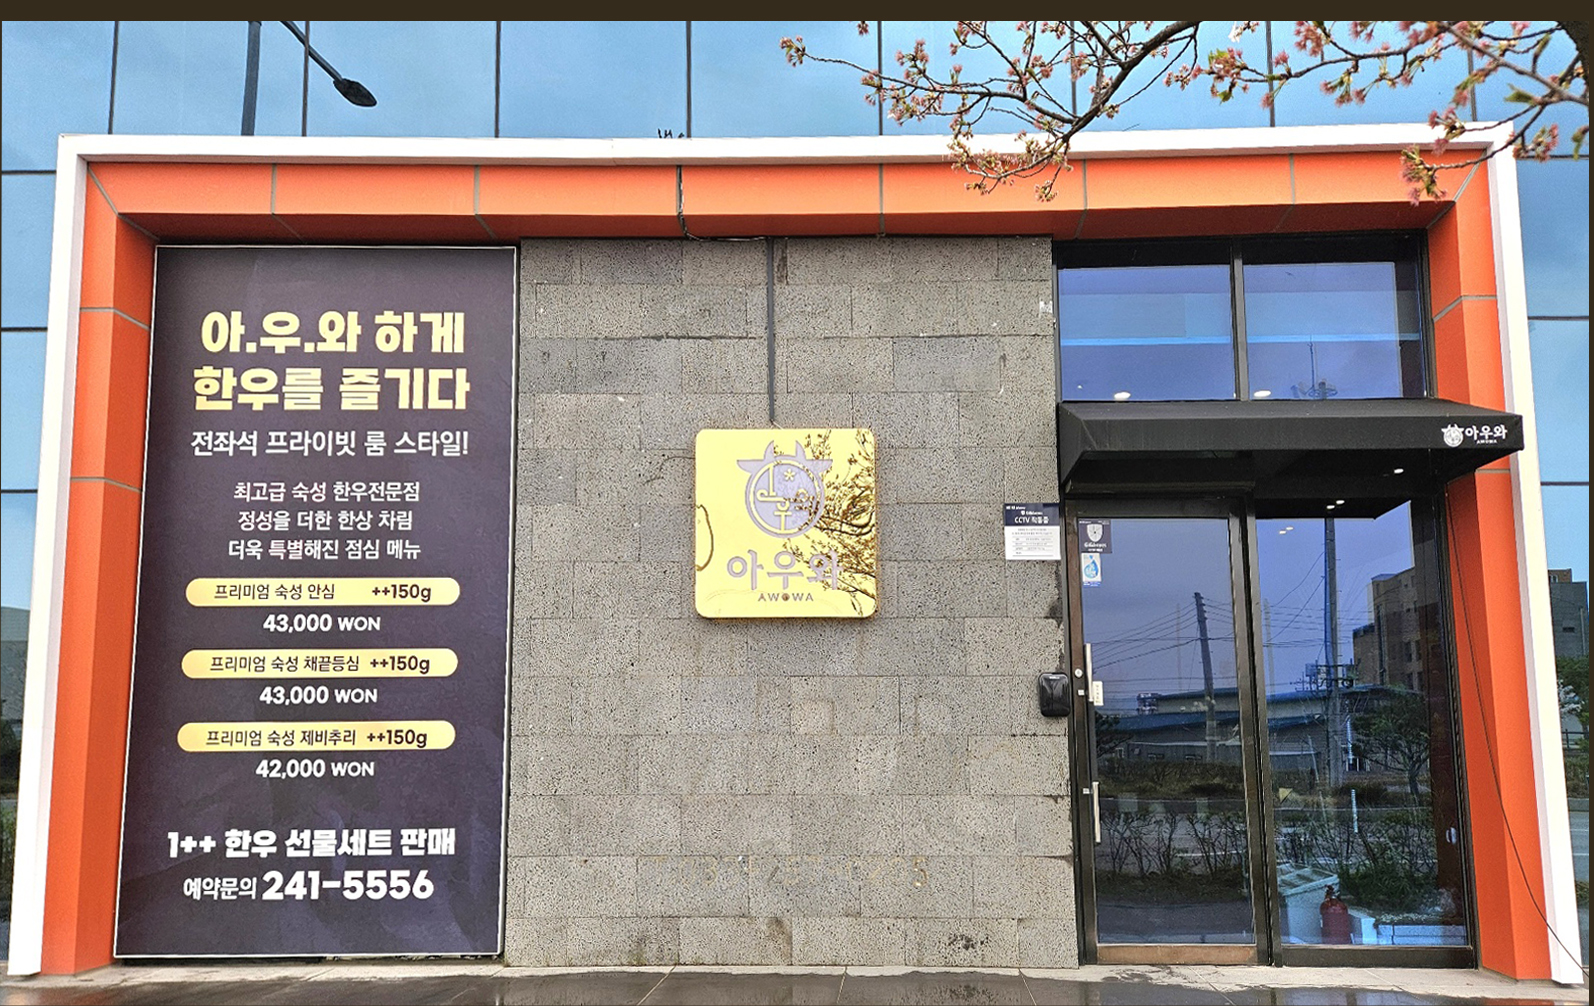 아.우.와 하게
한우를 즐기다
전좌석 프라이빗 룸 스타일!
최고급 숙성 한우전문점
정성을 더한 한상 차림
더욱 특별해진 점심 메뉴
프리미엄 숙성 안심 ++150g
43,000 WON
프리미엄 숙성 채끝등심 ++150g
43,000 WON
프리미엄 숙성 제비추리 ++150g
42,000 WON
1++ 한우 선물세트 판매
예약문의 241-5556
아우와
아우와
AWOWA
아우와
AWOWA
CCTV 작동중